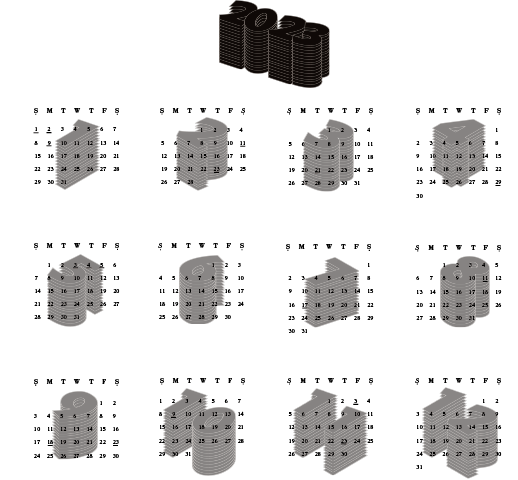 2023
S M T W T F S
1 2 3 4 5 6 7
8 9 10 11 12 13 14
15 16 17 18 19 20 21
22 23 24 25 26 27 28
29 30 31
S M T W T F S
1 2 3 4
5 6 7 8 9 10 11
12 13 14 15 16 17 18
19 20 21 22 23 24 25
26 27 28
S M T W T F S
1 2 3 4
5 6 7 8 9 10 11
12 13 14 15 16 17 18
19 20 21 22 23 24 25
26 27 28 29 30 31
S M T W T F S
1
2 3 4 5 6 7 8
9 10 11 12 13 14 15
16 17 18 19 20 21 22
23 24 25 26 27 28 29
30
S M T W T F S
1 2 3 4 5 6
7 8 9 10 11 12 13
14 15 16 17 18 19 20
21 22 23 24 25 26 27
28 29 30 31
S M T W T F S
1 2 3
4 5 6 7 8 9 10
11 12 13 14 15 16 17
18 19 20 21 22 23 24
25 26 27 28 29 30
S M T W T F S
1
2 3 4 5 6 7 8
9 10 11 12 13 14 15
16 17 18 19 20 21 22
23 24 25 26 27 28 29
30 31
S M T W T F S
1 2 3 4 5
6 7 8 9 10 11 12
13 14 15 16 17 18 19
20 21 22 23 24 25 26
27 28 29 30 31
S M T W T F S
1 2
3 4 5 6 7 8 9
10 11 12 13 14 15 16
17 18 19 20 21 22 23
24 25 26 27 28 29 30
S M T W T F S
1 2 3 4 5 6 7
8 9 10 11 12 13 14
15 16 17 18 19 20 21
22 23 24 25 26 27 28
29 30 31
S M T W T F S
1 2 3 4
5 6 7 8 9 10 11
12 13 14 15 16 17 18
19 20 21 22 23 24 25
26 27 28 29 30
S M T W T F S
1 2
3 4 5 6 7 8 9
10 11 12 13 14 15 16
17 18 19 20 21 22 23
24 25 26 27 28 29 30
31